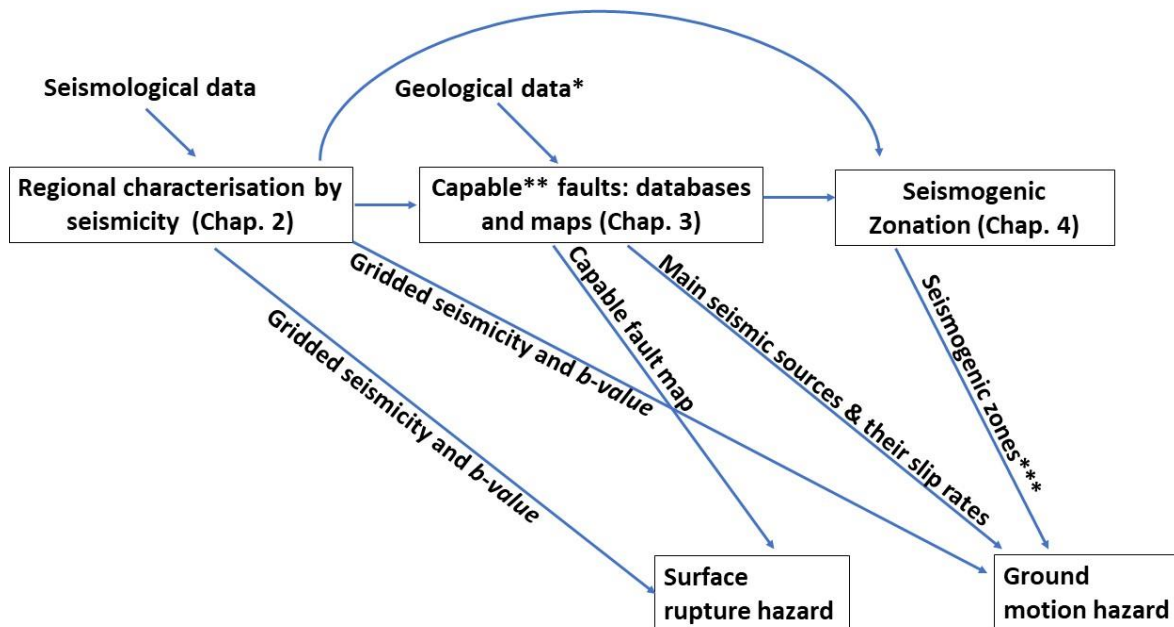 Seismological data
Geological data*
Regional characterisation by
seismicity (Chap. 2)
Capable** faults: databases
and maps (Chap. 3)
Seismogenic
Zonation (Chap. 4)
Gridded seismicity and b-value
Gridded seismicity and b-value
Capable fault map
Main seismic sources & their slip rates
Seismogenic zones***
Surface
rupture hazard
Ground
motion hazard